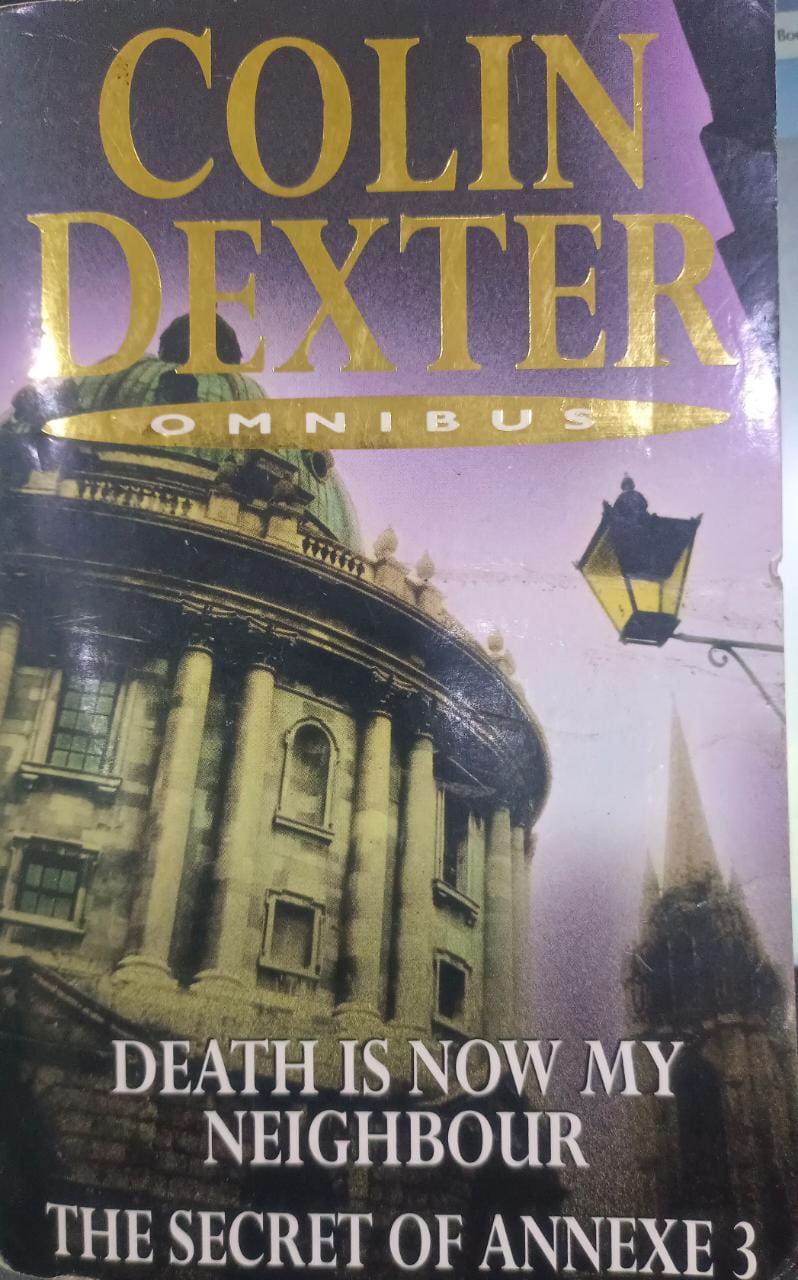 COLIN
DEXTER
OMNIBUS
DEATH IS NOW MY
NEIGHBOUR
THE SECRET OF ANNEXE 3